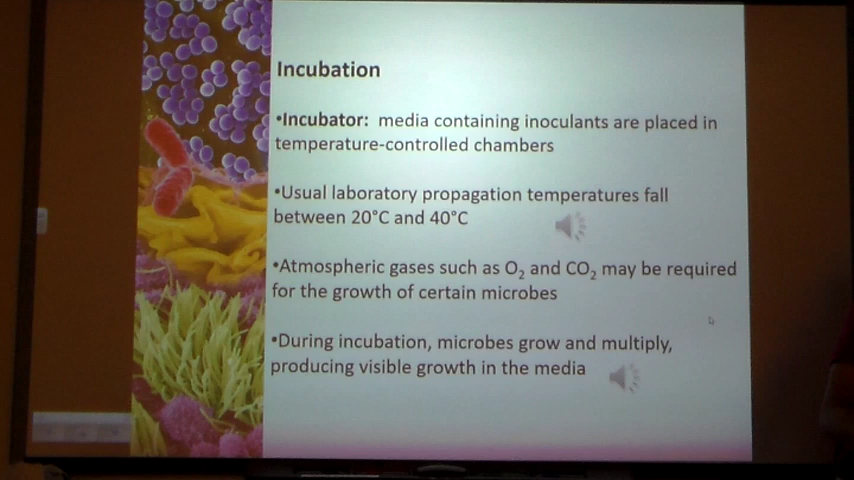 Incubation
•Incubator: media containing inoculants are placed in
temperature-controlled chambers
•Usual laboratory propagation temperatures fall
between 20°C and 40°C
•Atmospheric gases such as O₂ and CO₂ may be required
for the growth of certain microbes
•During incubation, microbes grow and multiply,
producing visible growth in the media